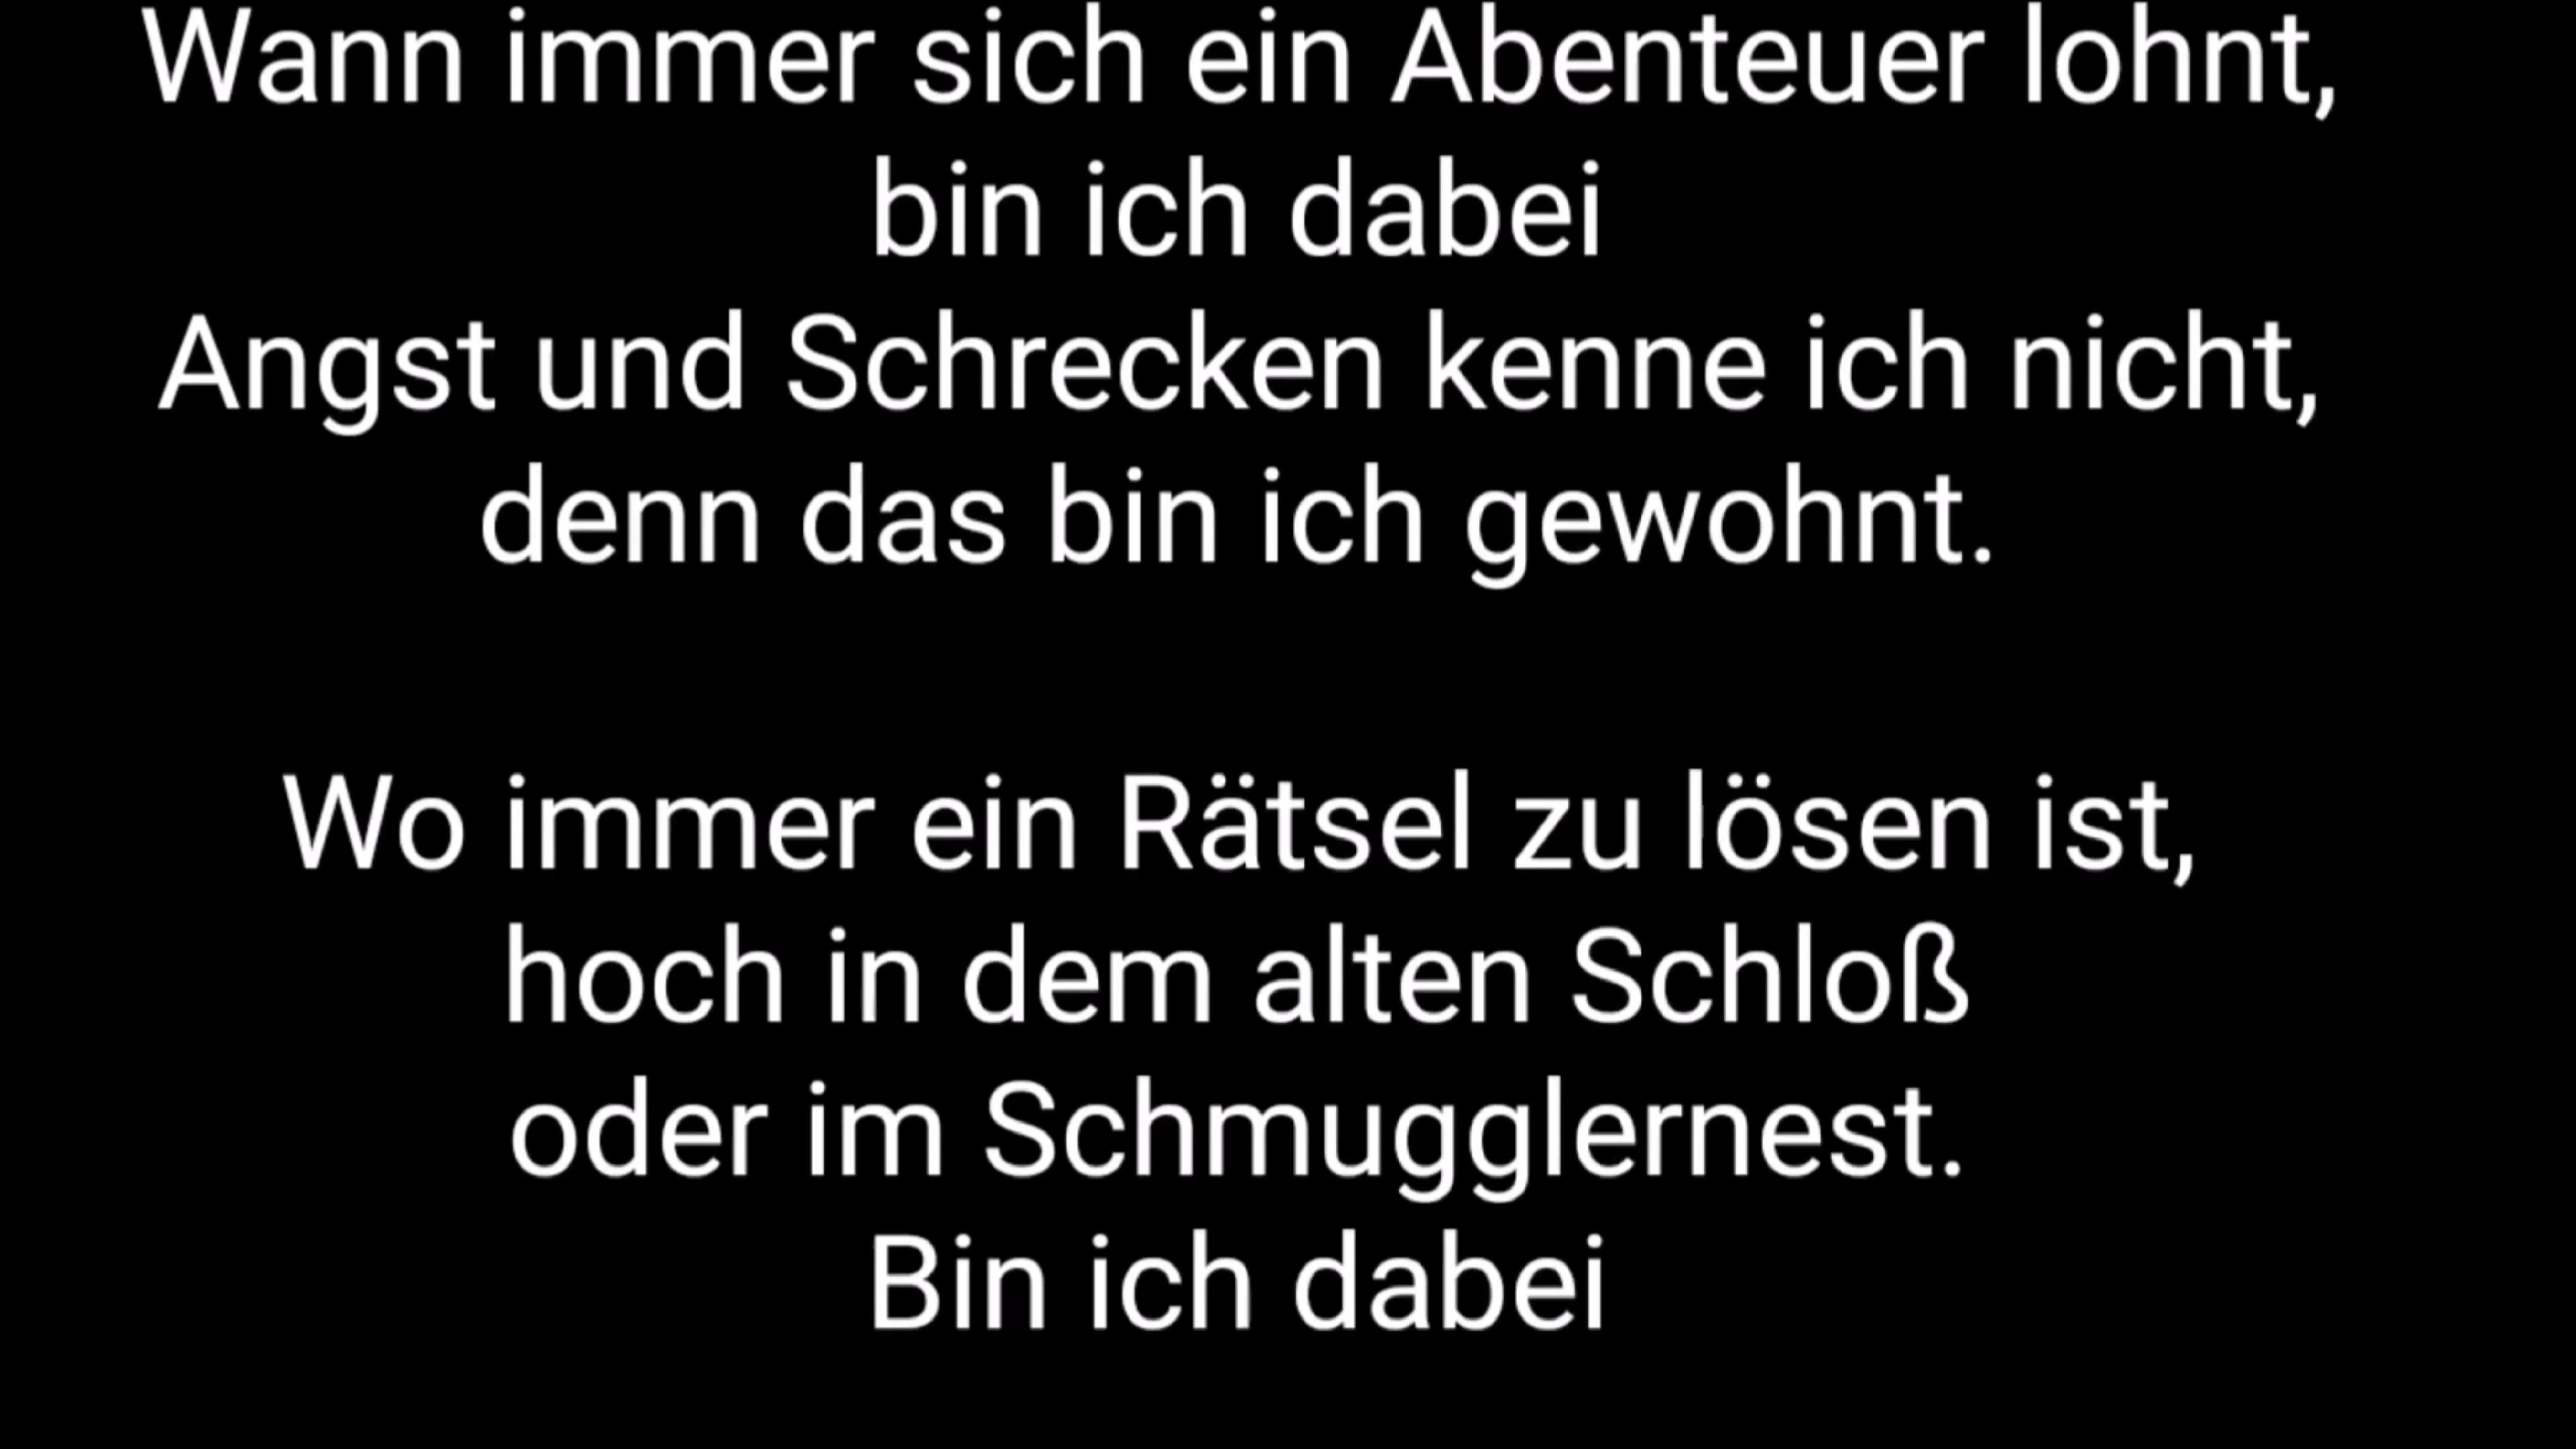 Wann immer sich ein Abenteuer lohnt,
bin ich dabei
Angst und Schrecken kenne ich nicht,
denn das bin ich gewohnt.
Wo immer ein Rätsel zu lösen ist,
hoch in dem alten Schloß
oder im Schmugglernest.
Bin ich dabei